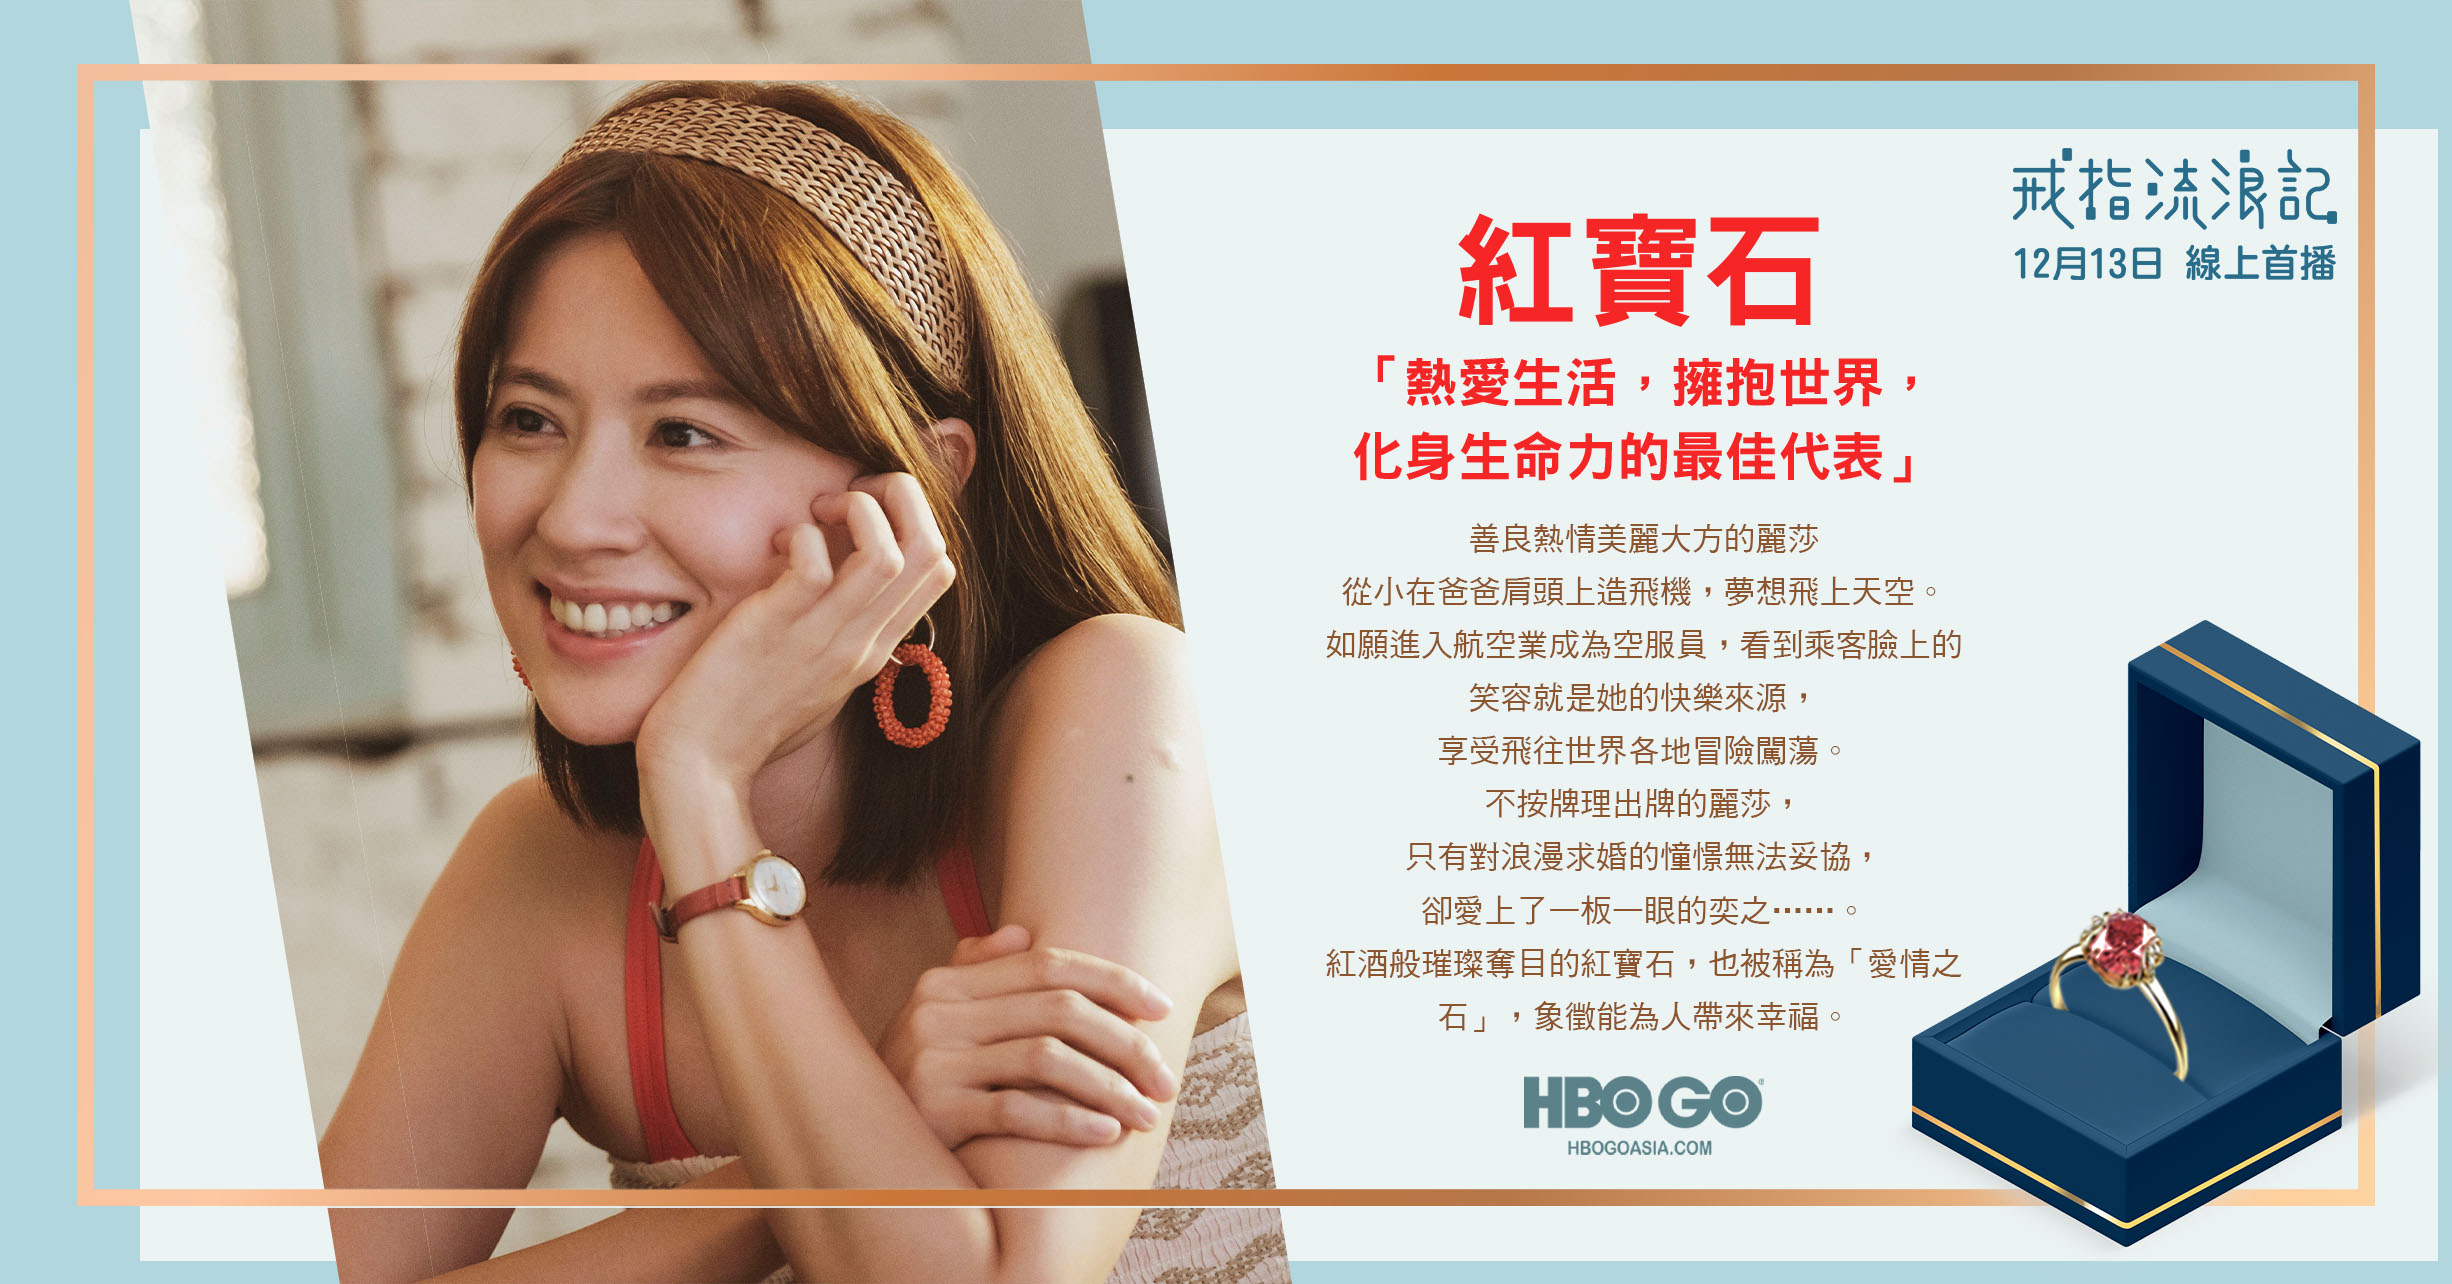 戒指流浪記
12月13日 線上首播
紅寶石
「熱愛生活，擁抱世界，
化身生命力的最佳代表」
善良熱情美麗大方的麗莎
從小在爸爸肩頭上造飛機，夢想飛上天空。
如願進入航空業成為空服員，看到乘客臉上的
笑容就是她的快樂來源，
享受飛往世界各地冒險闖蕩。
不按牌理出牌的麗莎，
只有對浪漫求婚的憧憬無法妥協，
卻愛上了一板一眼的奕之⋯⋯。
紅酒般璀璨奪目的紅寶石，也被稱為「愛情之
石」，象徵能為人帶來幸福。
HBO GO®
HBOGOASIA.COM